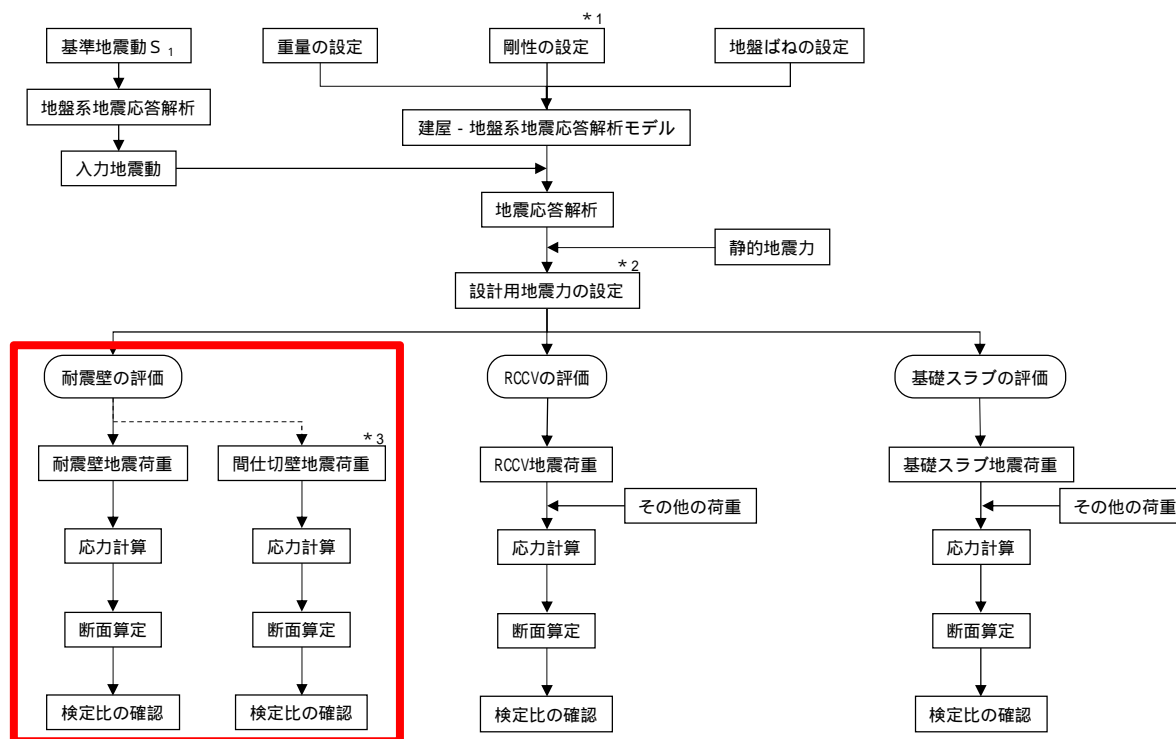 *1
基準地震動S₁
重量の設定
剛性の設定
地盤ばねの設定
地盤系地震応答解析
建屋‐地盤系地震応答解析モデル
入力地震動
地震応答解析
静的地震力
*2
設計用地震力の設定
耐震壁の評価
RCCVの評価
基礎スラブの評価
*3
耐震壁地震荷重
間仕切壁地震荷重
RCCV地震荷重
基礎スラブ地震荷重
その他の荷重
その他の荷重
応力計算
応力計算
応力計算
応力計算
断面算定
断面算定
断面算定
断面算定
検定比の確認
検定比の確認
検定比の確認
検定比の確認